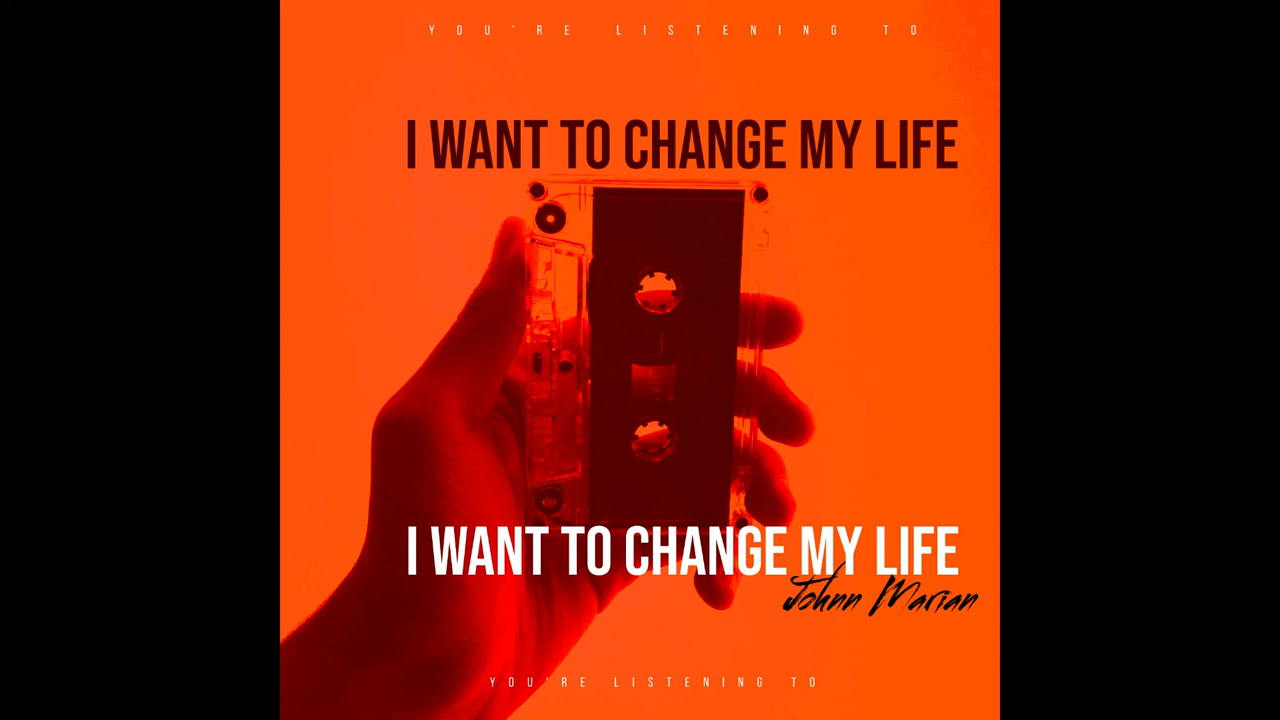 YOU'RE LISTENING TO
I WANT TO CHANGE MY LIFE
I WANT TO CHANGE MY LIFE
Johnn Marian
YOU'RE LISTENING TO